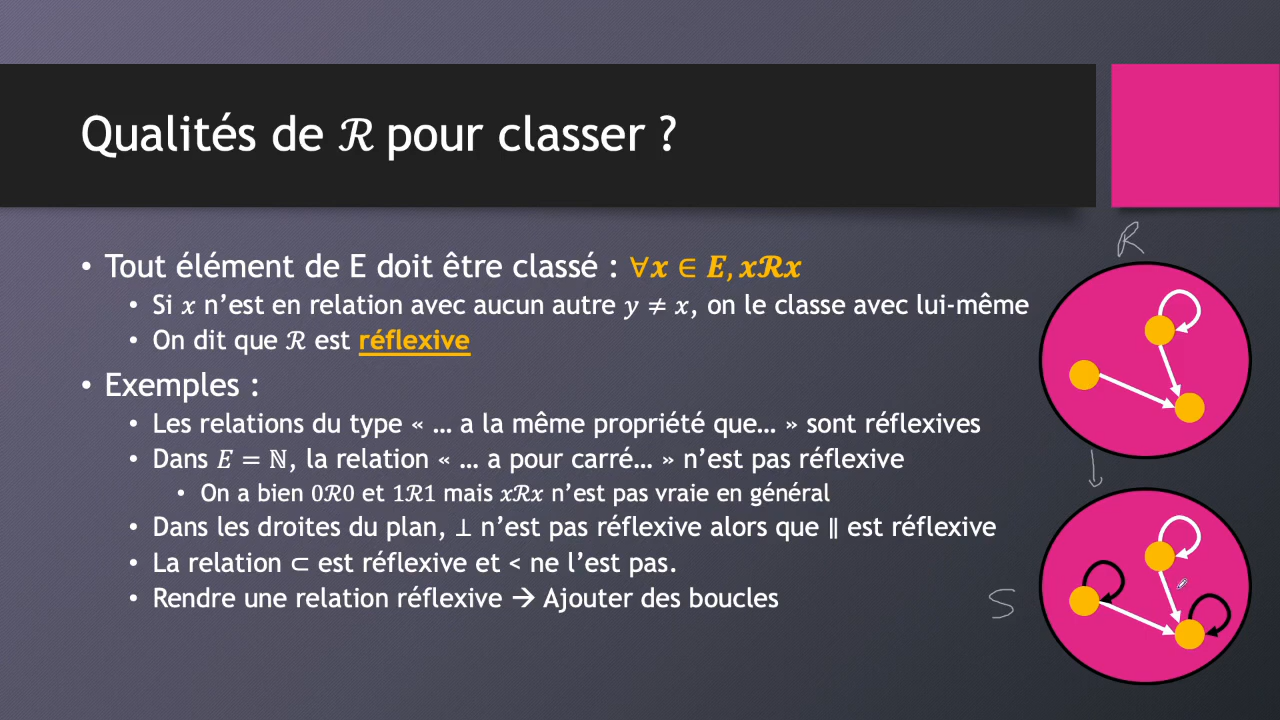 Qualités de ℛ pour classer ?
• Tout élément de E doit être classé : ∀x ∈ E, xℛx
• Si x n’est en relation avec aucun autre y ≠ x, on le classe avec lui-même
• On dit que ℛ est réflexive
• Exemples :
• Les relations du type « … a la même propriété que… » sont réflexives
• Dans E = ℕ, la relation « … a pour carré… » n’est pas réflexive
• On a bien 0ℛ0 et 1ℛ1 mais xℛx n’est pas vraie en général
• Dans les droites du plan, ⊥ n’est pas réflexive alors que ∥ est réflexive
• La relation ⊂ est réflexive et < ne l’est pas.
• Rendre une relation réflexive → Ajouter des boucles
R
S